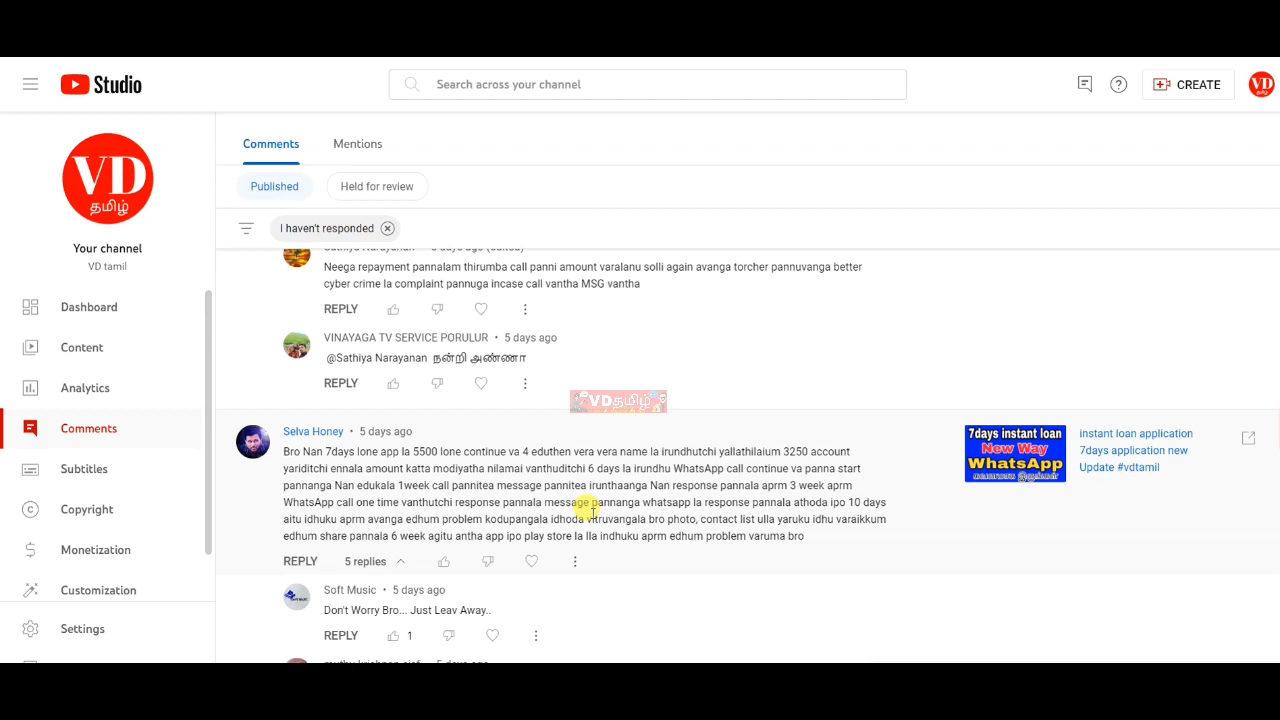 Studio
Search across your channel
CREATE
VD
தமிழ்
VD
தமிழ்
Your channel
VD tamil
Dashboard
Content
Analytics
Comments
Subtitles
Copyright
Monetization
Customization
Settings
Comments
Mentions
Published
Held for review
I haven't responded
Sathiya Narayanan • 5 days ago (edited)
Neega repayment pannalam thirumba call panni amount varalanu solli again avanga torcher pannuvanga better
cyber crime la complaint pannuga incase call vantha MSG vantha
REPLY
VINAYAGA TV SERVICE PORULUR • 5 days ago
@Sathiya Narayanan நன்றி அண்ணா
REPLY
VDதமிழ்
Selva Honey • 5 days ago
Bro Nan 7days lone app la 5500 lone continue va 4 eduthen vera vera name la irundhutchi yallathilaium 3250 account
yariditchi ennala amount katta modiyatha nilamai vanthuditchi 6 days la irundhu WhatsApp call continue va panna start
pannanga Nan edukala 1week call pannitea message pannitea irunthaanga Nan response pannala aprm 3 week aprm
WhatsApp call one time vanthutchi response pannala message pannanga whatsapp la response pannala athoda ipo 10 days
aitu idhuku aprm avanga edhum problem kodupangala idhoda vitruvangala bro photo, contact list ulla yaruku idhu varaikkum
edhum share pannala 6 week agitu antha app ipo play store la Ila indhuku aprm edhum problem varuma bro
REPLY 5 replies
7days instant loan
New Way
WhatsApp
instant loan application
7days application new
Update #vdtamil
Soft Music • 5 days ago
Don't Worry Bro... Just Leav Away..
REPLY 1